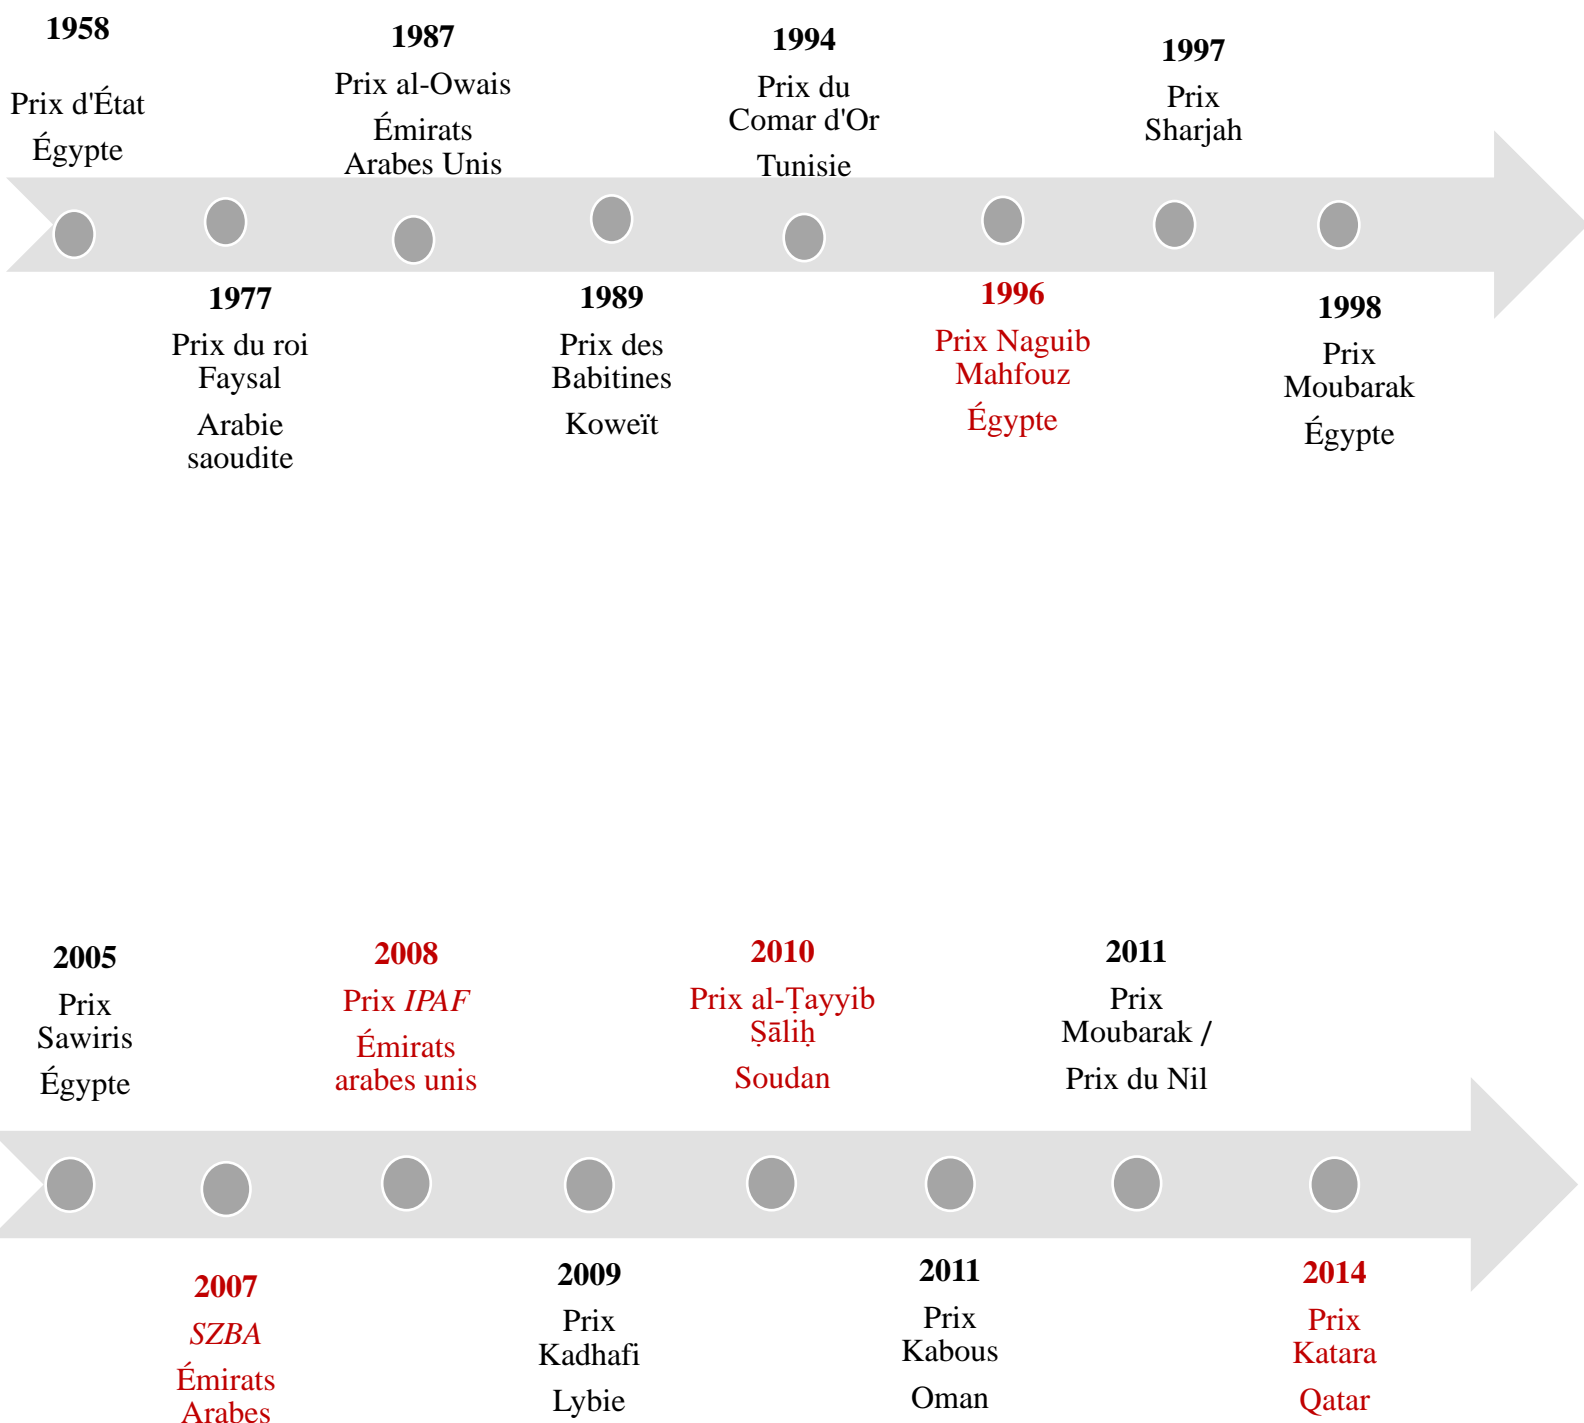 1958
Prix d'État
Égypte
1977
Prix du roi
Faysal
Arabie
saoudite
1987
Prix al-Owais
Émirats
Arabes Unis
1989
Prix des
Babitines
Koweït
1994
Prix du
Comar d'Or
Tunisie
1996
Prix Naguib
Mahfouz
Égypte
1997
Prix
Sharjah
1998
Prix
Moubarak
Égypte
2005
Prix
Sawiris
Égypte
2007
SZBA
Émirats
Arabes
2008
Prix IPAF
Émirats
arabes unis
2009
Prix
Kadhafi
Lybie
2010
Prix al-Ṭayyib
Ṣāliḥ
Soudan
2011
Prix
Kabous
Oman
2011
Prix
Moubarak /
Prix du Nil
2014
Prix
Katara
Qatar